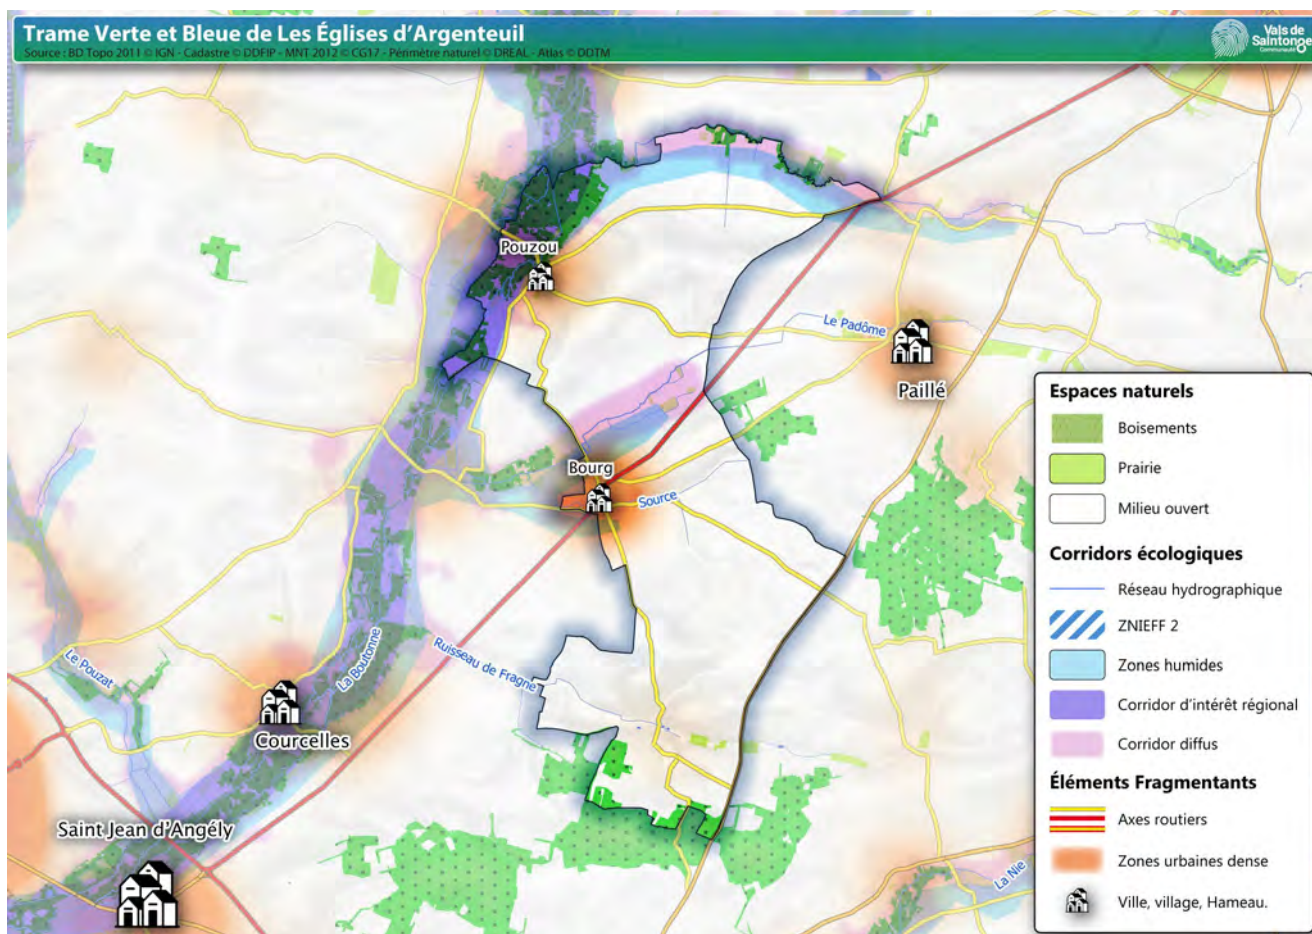 Trame Verte et Bleue de Les Églises d'Argenteuil
Source : BD Topo 2011 © IGN - Cadastre © DDFIP - MNT 2012 © CG17 - Périmètre naturel © DREAL - Atlas © DDTM
Vals de
Saintonge
Communauté
Pouzou
Le Padôme
Paillé
Bourg
Source
Ruisseau de Fragne
La Boutonne
Le Pouzat
Courcelles
Saint Jean d'Angély
La Nie
Espaces naturels
Boisements
Prairie
Milieu ouvert
Corridors écologiques
Réseau hydrographique
ZNIEFF 2
Zones humides
Corridor d'intérêt régional
Corridor diffus
Éléments Fragmentants
Axes routiers
Zones urbaines dense
Ville, village, Hameau.